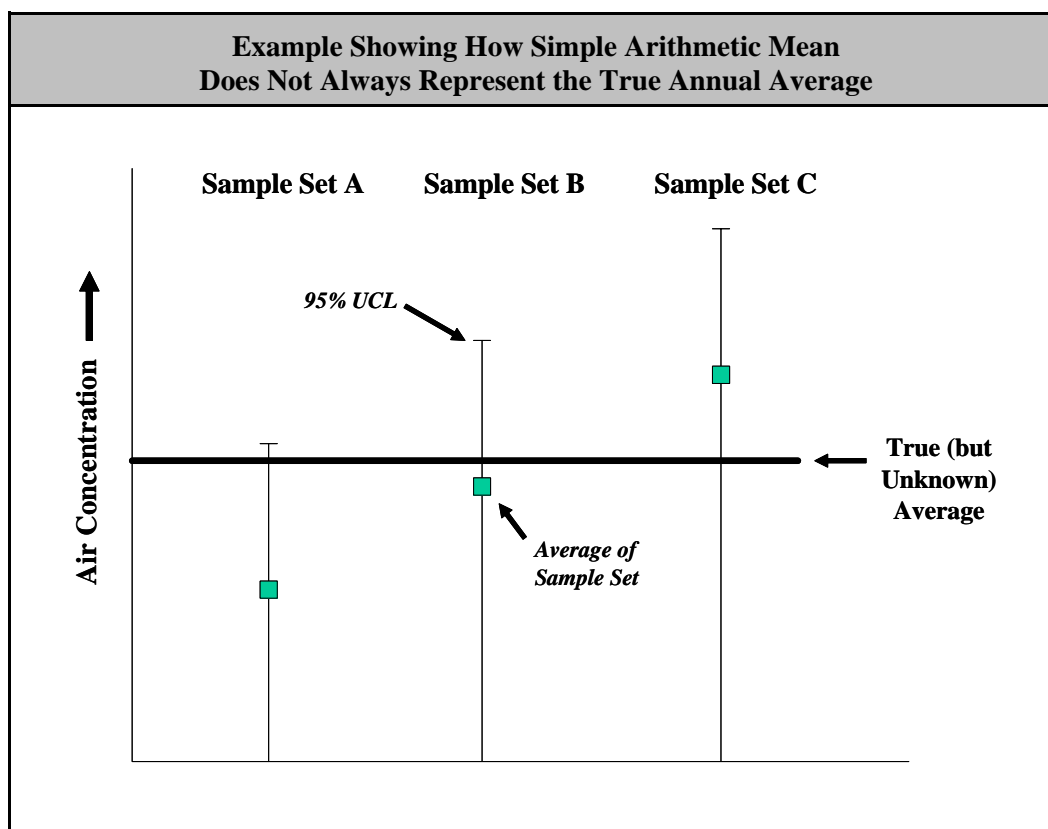 Example Showing How Simple Arithmetic Mean
Does Not Always Represent the True Annual Average
Sample Set A
Sample Set B
Sample Set C
95% UCL
Air Concentration
True (but
Unknown)
Average
Average of
Sample Set